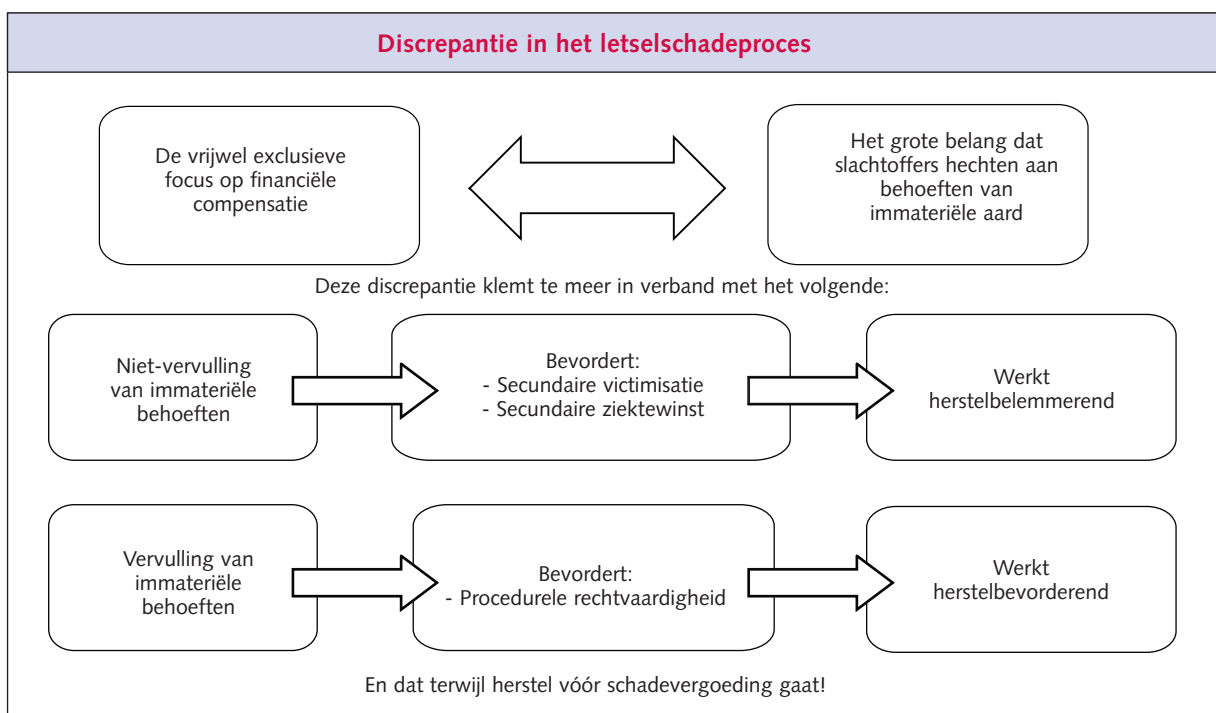 Discrepantie in het letselschadeproces
De vrijwel exclusieve
focus op financiële
compensatie
Het grote belang dat
slachtoffers hechten aan
behoeften van
immateriële aard
Deze discrepantie klemt te meer in verband met het volgende:
Niet-vervulling
van immateriële
behoeften
Bevordert:
- Secundaire victimisatie
- Secundaire ziektewinst
Werkt
herstelbelemmerend
Vervulling van
immateriële
behoeften
Bevordert:
- Procedurele rechtvaardigheid
Werkt
herstelbevorderend
En dat terwijl herstel vóór schadevergoeding gaat!